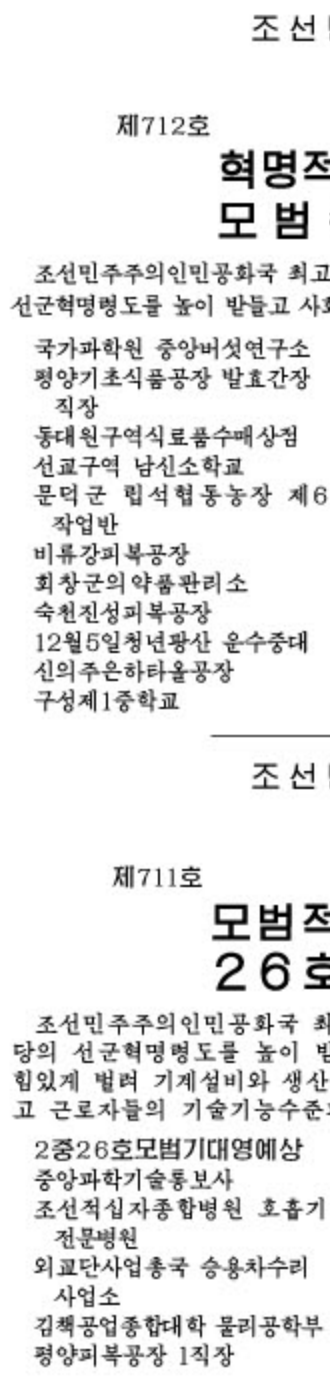 조선
제712호
혁명적
모범
조선민주주의인민공화국 최고
선군혁명령도를 높이 받들고 사회
국가과학원 중앙버섯연구소
평양기초식품공장 발효간장
직장
동대원구역식료품수매상점
선교구역 남신소학교
문덕군 립석협동농장 제6
작업반
비류강피복공장
회창군의약품관리소
숙천진성피복공장
12월5일청년광산 운수중대
신의주은하타올공장
구성제1중학교
조선
제711호
모범적
26호
조선민주주의인민공화국 최
당의 선군혁명령도를 높이 받
힘있게 벌려 기계설비와 생산
고 근로자들의 기술기능수준
2중26호모범기대영예상
중앙과학기술통보사
조선적십자종합병원 호흡기
전문병원
외교단사업총국 승용차수리
사업소
김책공업종합대학 물리공학부
평양피복공장 1직장